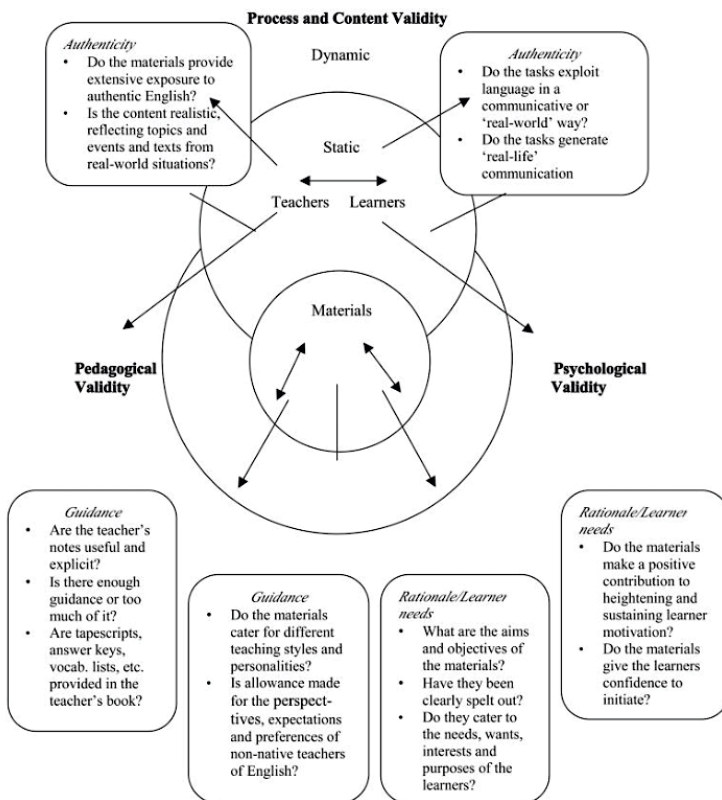 Process and Content Validity
Authenticity
• Do the materials provide
extensive exposure to
authentic English?
• Is the content realistic,
reflecting topics and
events and texts from
real-world situations?
Dynamic
Authenticity
• Do the tasks exploit
language in a
communicative or
‘real-world’ way?
• Do the tasks generate
‘real-life’
communication
Static
Teachers Learners
Materials
Pedagogical
Validity
Psychological
Validity
Guidance
• Are the teacher’s
notes useful and
explicit?
• Is there enough
guidance or too
much of it?
• Are tapescripts,
answer keys,
vocab. lists, etc.
provided in the
teacher’s book?
Guidance
• Do the materials
cater for different
teaching styles and
personalities?
• Is allowance made
for the perspect-
ives, expectations
and preferences of
non-native teachers
of English?
Rationale/Learner
needs
• What are the aims
and objectives of
the materials?
• Have they been
clearly spelt out?
• Do they cater to
the needs, wants,
interests and
purposes of the
learners?
Rationale/Learner
needs
• Do the materials
make a positive
contribution to
heightening and
sustaining learner
motivation?
• Do the materials
give the learners
confidence to
initiate?